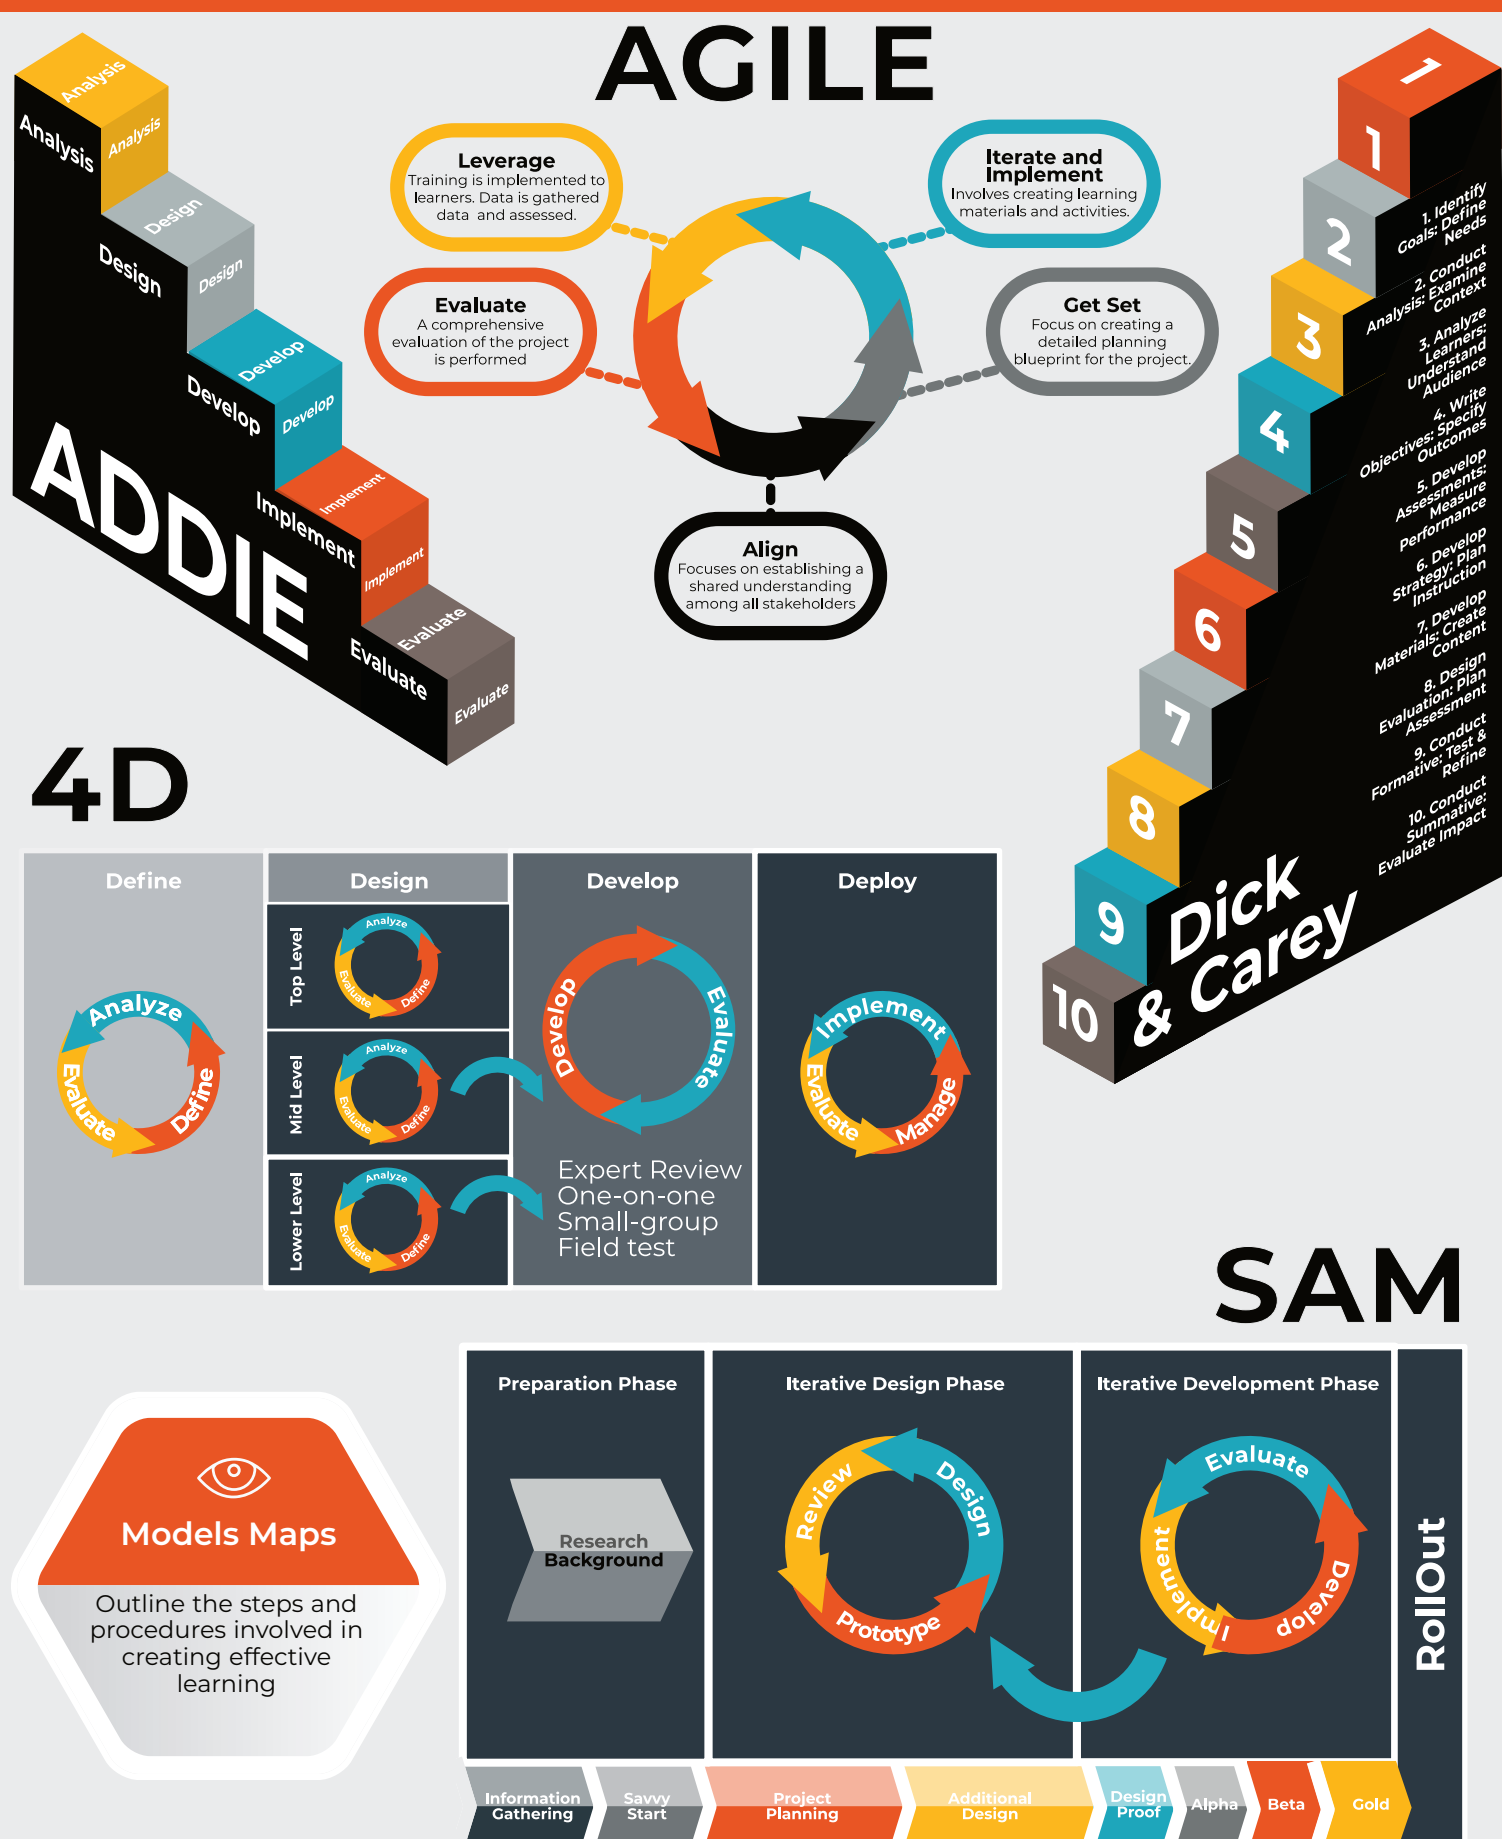 AGILE
Analysis
Analysis
Analysis
Design
Design
Design
Develop
Develop
Develop
Implement
Implement
Implement
Evaluate
Evaluate
Evaluate
ADDIE
Leverage
Training is implemented to
learners. Data is gathered
data and assessed.
Iterate and
Implement
Involves creating learning
materials and activities.
Evaluate
A comprehensive
evaluation of the project
is performed
Get Set
Focus on creating a
detailed planning
blueprint for the project.
Align
Focuses on establishing a
shared understanding
among all stakeholders
1
1
2
3
4
5
6
7
8
9
10
1. Identify
Goals: Define
Needs
2. Conduct
Analysis: Examine
Context
3. Analyze
Learners:
Understand
Audience
4. Write
Objectives: Specify
Outcomes
5. Develop
Assessments:
Measure
Performance
6. Develop
Strategy: Plan
Instruction
7. Develop
Materials: Create
Content
8. Design
Evaluation: Plan
Assessment
9. Conduct
Formative: Test &
Refine
10. Conduct
Summative:
Evaluate Impact
Dick
& Carey
4D
Define
Analyze
Evaluate
Define
Design
Top Level
Analyze
Evaluate
Define
Mid Level
Analyze
Evaluate
Define
Lower Level
Analyze
Evaluate
Define
Develop
Develop
Evaluate
Expert Review
One-on-one
Small-group
Field test
Deploy
Implement
Evaluate
Manage
SAM
Preparation Phase
Research
Background
Iterative Design Phase
Review
Design
Prototype
Iterative Development Phase
Evaluate
Implement
Develop
RollOut
Models Maps
Outline the steps and
procedures involved in
creating effective
learning
Information
Gathering
Savvy
Start
Project
Planning
Additional
Design
Design
Proof
Alpha
Beta
Gold